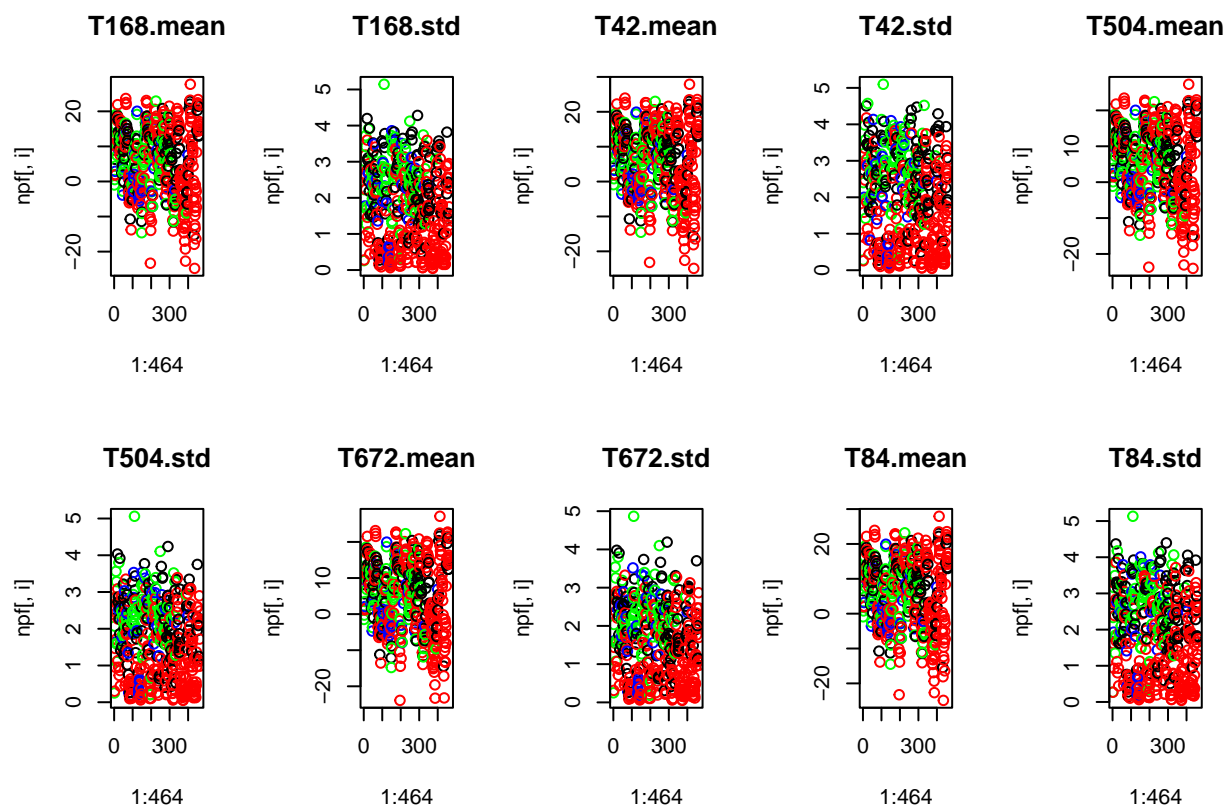 T168.mean
T168.std
T42.mean
T42.std
T504.mean
npf[, i]
−20 0 20
0 300
1:464
npf[, i]
0 1 2 3 4 5
0 300
1:464
npf[, i]
−20 0 20
0 300
1:464
npf[, i]
0 1 2 3 4 5
0 300
1:464
npf[, i]
−20 0 10
0 300
1:464
T504.std
T672.mean
T672.std
T84.mean
T84.std
npf[, i]
0 1 2 3 4 5
0 300
1:464
npf[, i]
−20 0 10
0 300
1:464
npf[, i]
0 1 2 3 4 5
0 300
1:464
npf[, i]
−20 0 20
0 300
1:464
npf[, i]
0 1 2 3 4 5
0 300
1:464